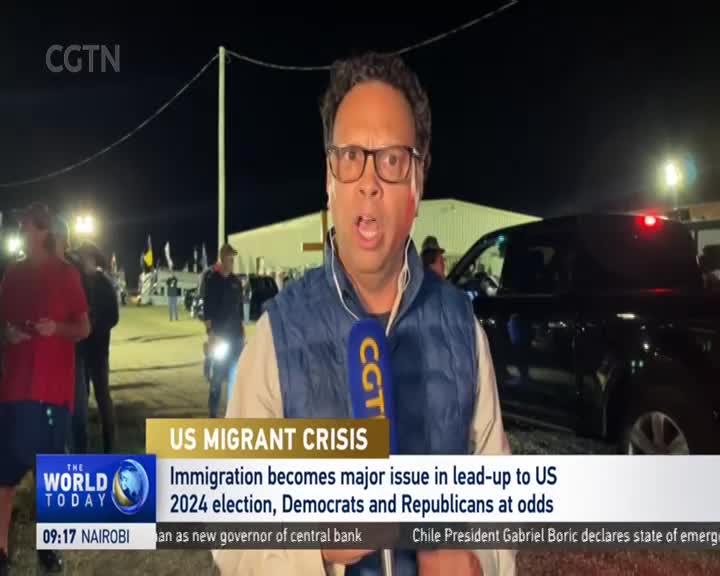 CGTN
CGT
US MIGRANT CRISIS
Immigration becomes major issue in lead-up to US
2024 election, Democrats and Republicans at odds
THE
WORLD
TODAY
09:17 NAIROBI
an as new governor of central bank
Chile President Gabriel Boric declares state of emerg